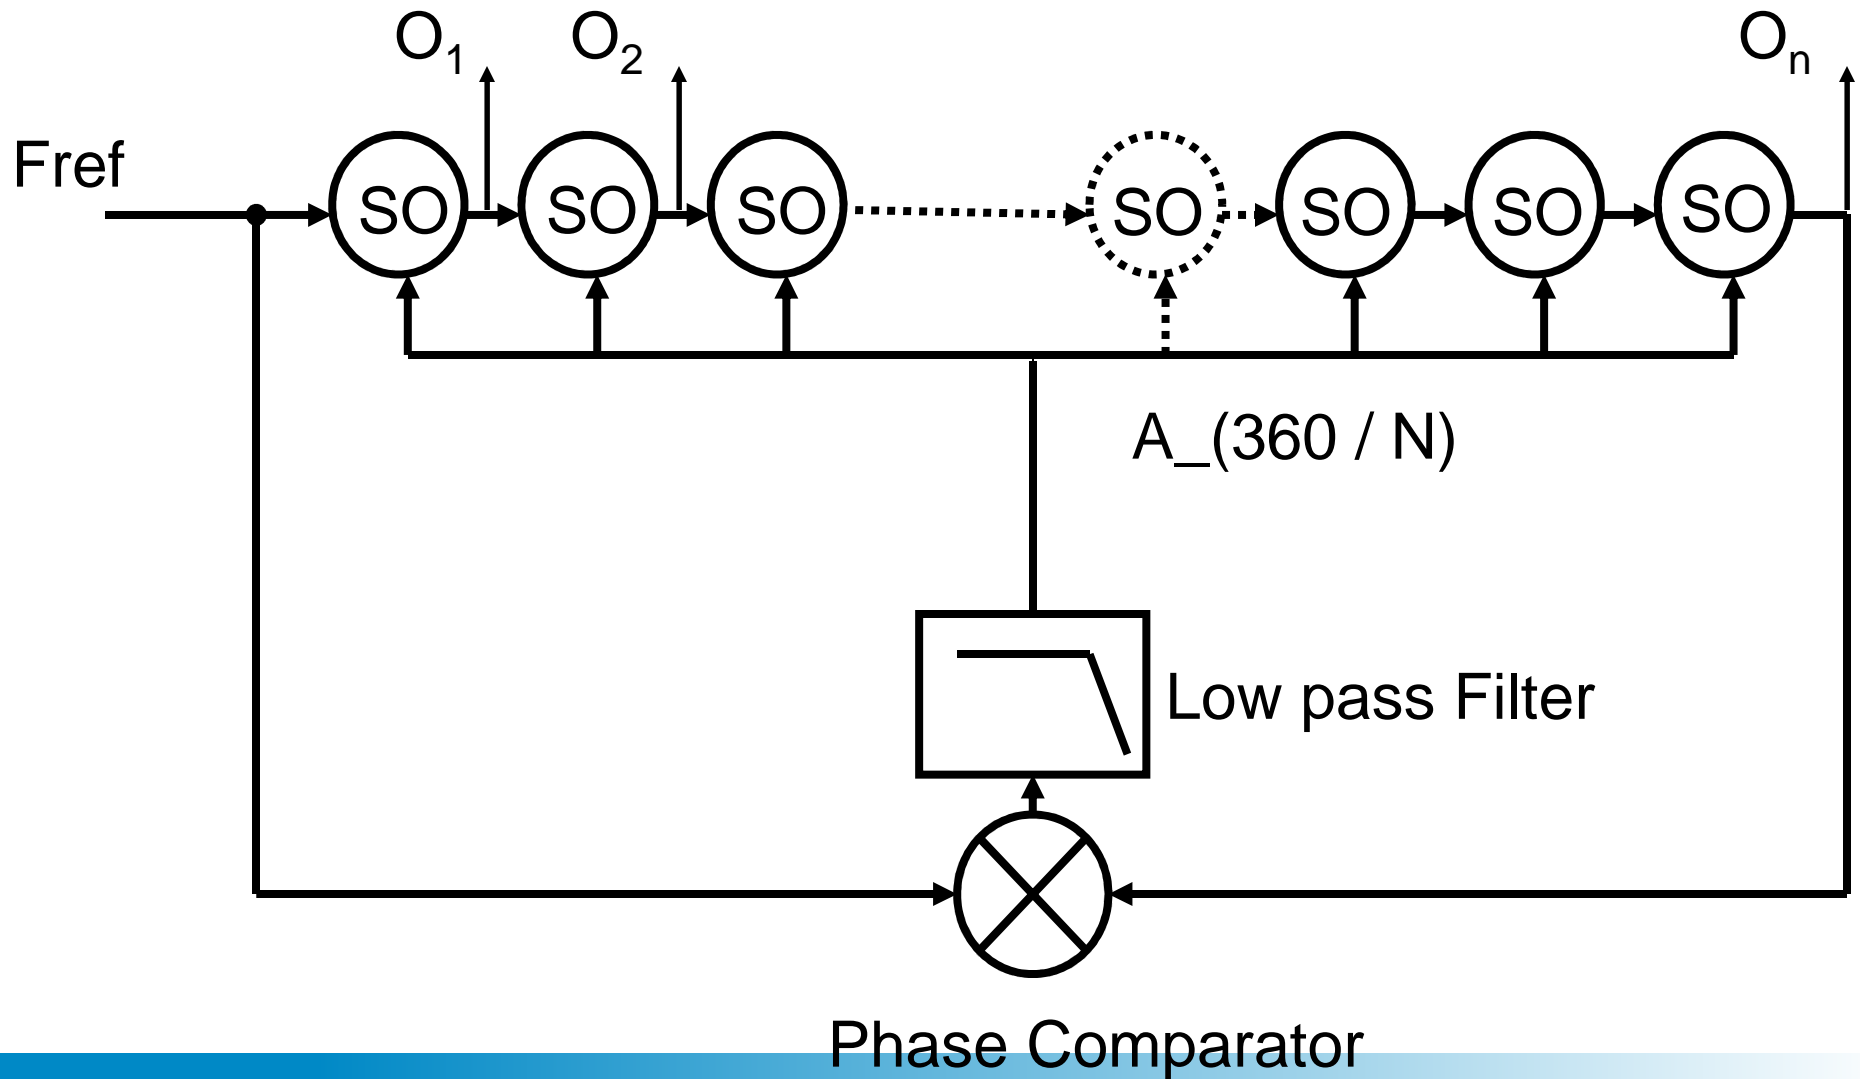 O₁ O₂ Oₙ
Fref
SO SO SO SO SO SO SO
A_(360 / N)
Low pass Filter
Phase Comparator